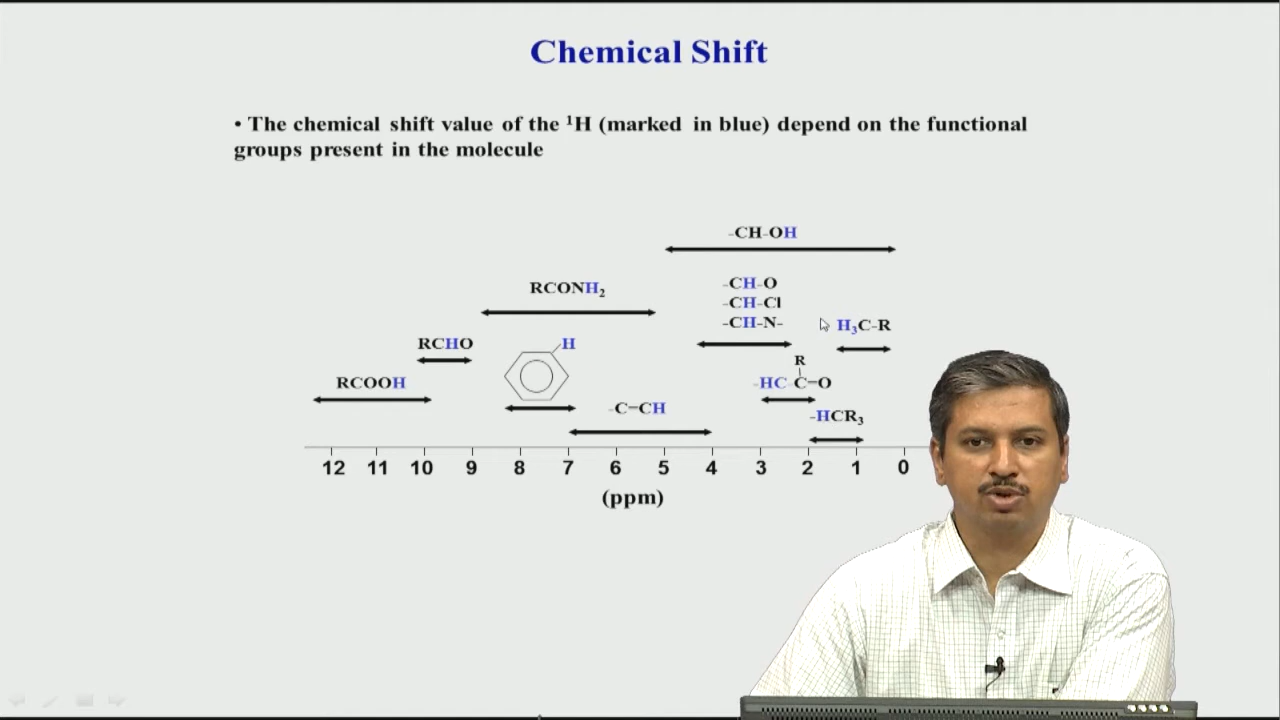 Chemical Shift
• The chemical shift value of the ¹H (marked in blue) depend on the functional
groups present in the molecule
-CH-OH
RCONH₂
-CH-O
-CH-Cl
-CH-N-
H₃C-R
RCHO
H
R
RCOOH
-HC-C=O
-C=CH
-HCR₃
12 11 10 9 8 7 6 5 4 3 2 1 0
(ppm)